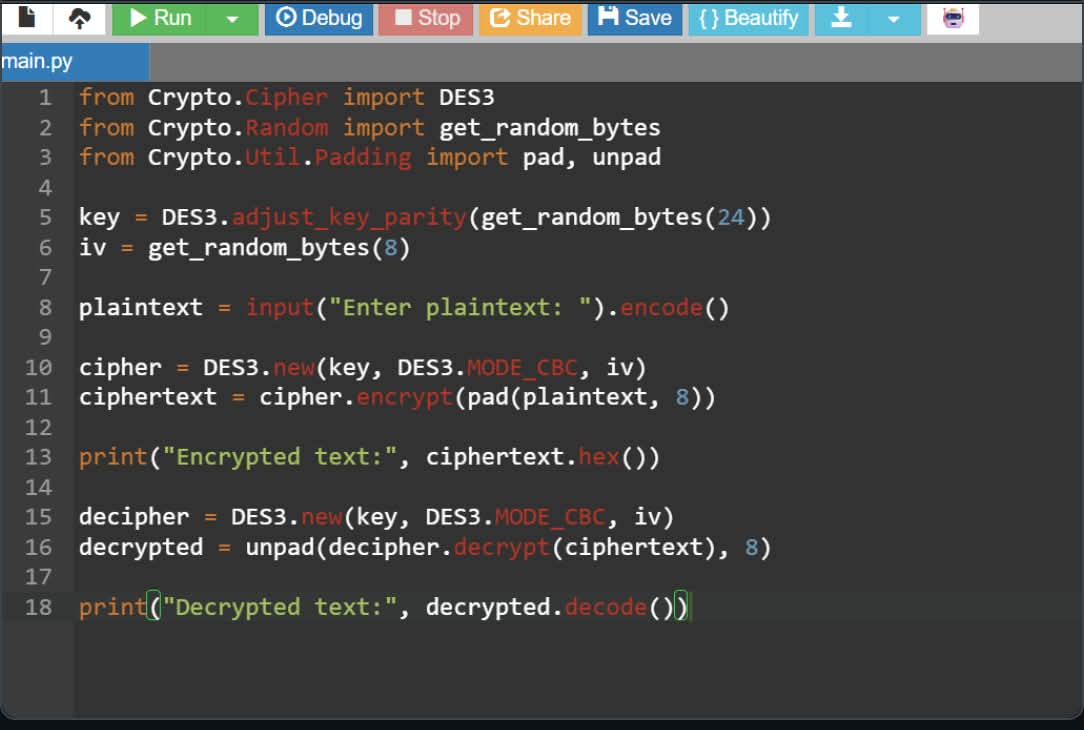 Run Debug Stop Share Save { } Beautify
main.py
1 from Crypto.Cipher import DES3
2 from Crypto.Random import get_random_bytes
3 from Crypto.Util.Padding import pad, unpad
4
5 key = DES3.adjust_key_parity(get_random_bytes(24))
6 iv = get_random_bytes(8)
7
8 plaintext = input("Enter plaintext: ").encode()
9
10 cipher = DES3.new(key, DES3.MODE_CBC, iv)
11 ciphertext = cipher.encrypt(pad(plaintext, 8))
12
13 print("Encrypted text:", ciphertext.hex())
14
15 decipher = DES3.new(key, DES3.MODE_CBC, iv)
16 decrypted = unpad(decipher.decrypt(ciphertext), 8)
17
18 print("Decrypted text:", decrypted.decode())